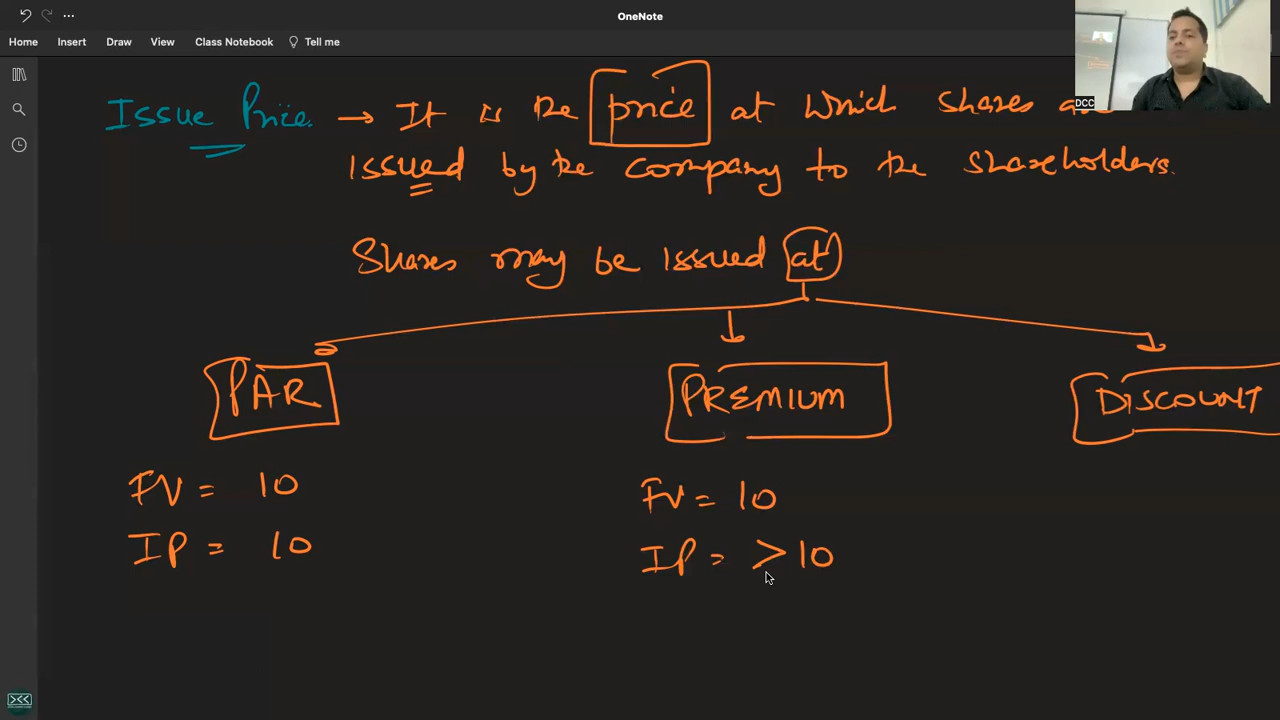 OneNote
Home Insert Draw View Class Notebook Tell me
DCC
Issue Price. → It is the price at which shares are
issued by the company to the shareholders.
Shares may be issued at
PAR PREMIUM DISCOUNT
FV = 10 FV = 10
IP = 10 IP = >10